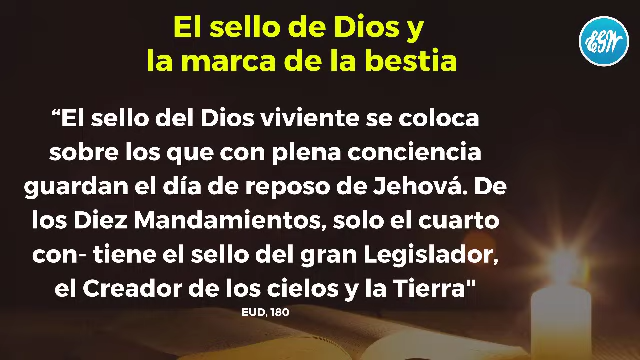 El sello de Dios y
la marca de la bestia
EGW
“El sello del Dios viviente se coloca
sobre los que con plena conciencia
guardan el día de reposo de Jehová. De
los Diez Mandamientos, solo el cuarto
con- tiene el sello del gran Legislador,
el Creador de los cielos y la Tierra"
EUD, 180